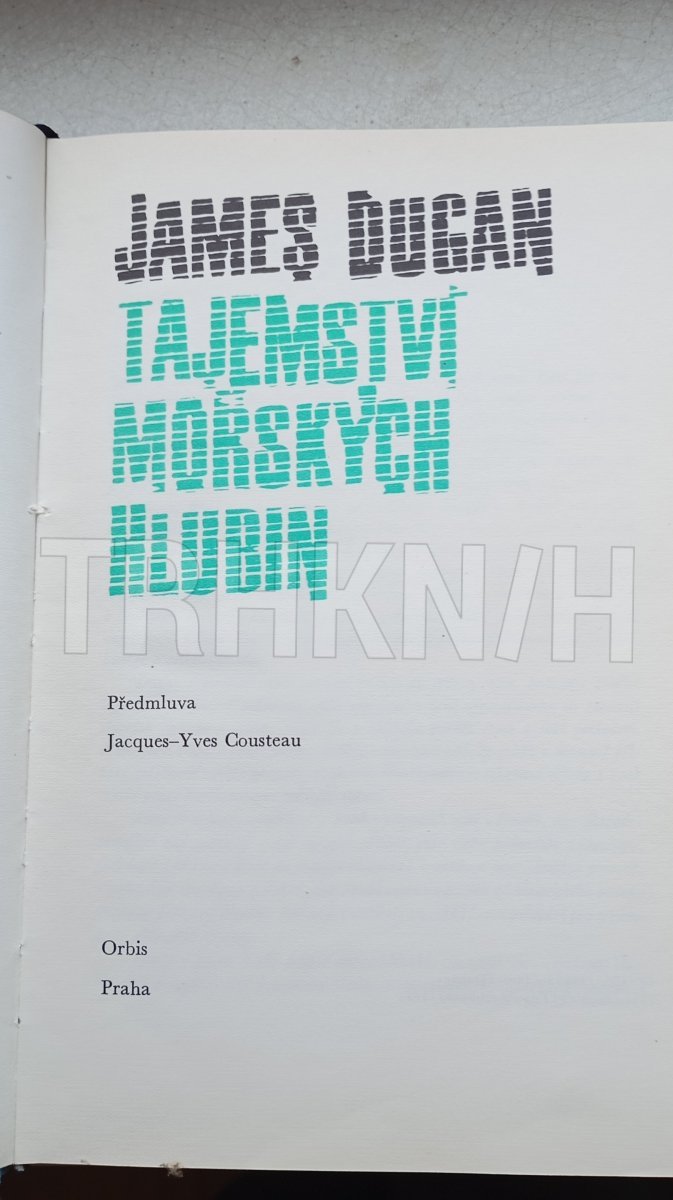 JAMES DUGAN
TAJEMSTVÍ
MOŘSKÝCH
HLUBIN
TRHKNIH
Předmluva
Jacques–Yves Cousteau
Orbis
Praha